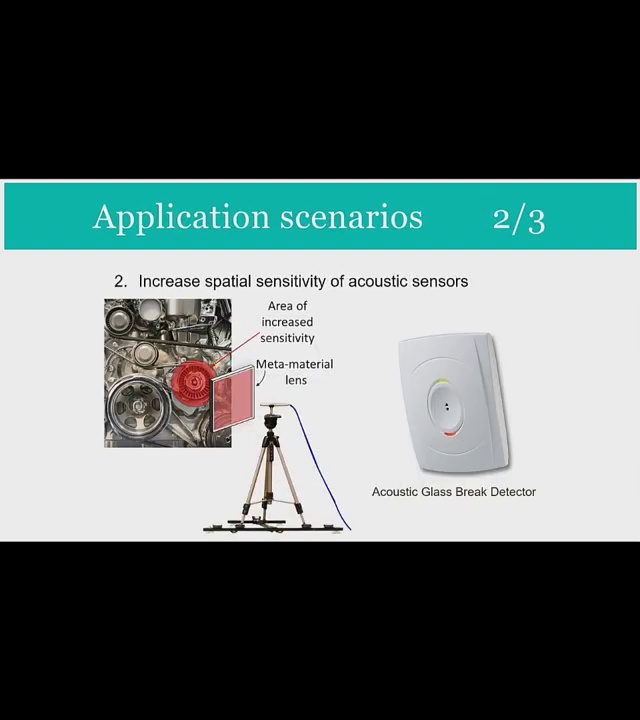 Application scenarios 2/3
2. Increase spatial sensitivity of acoustic sensors
Area of
increased
sensitivity
Meta-material
lens
Acoustic Glass Break Detector